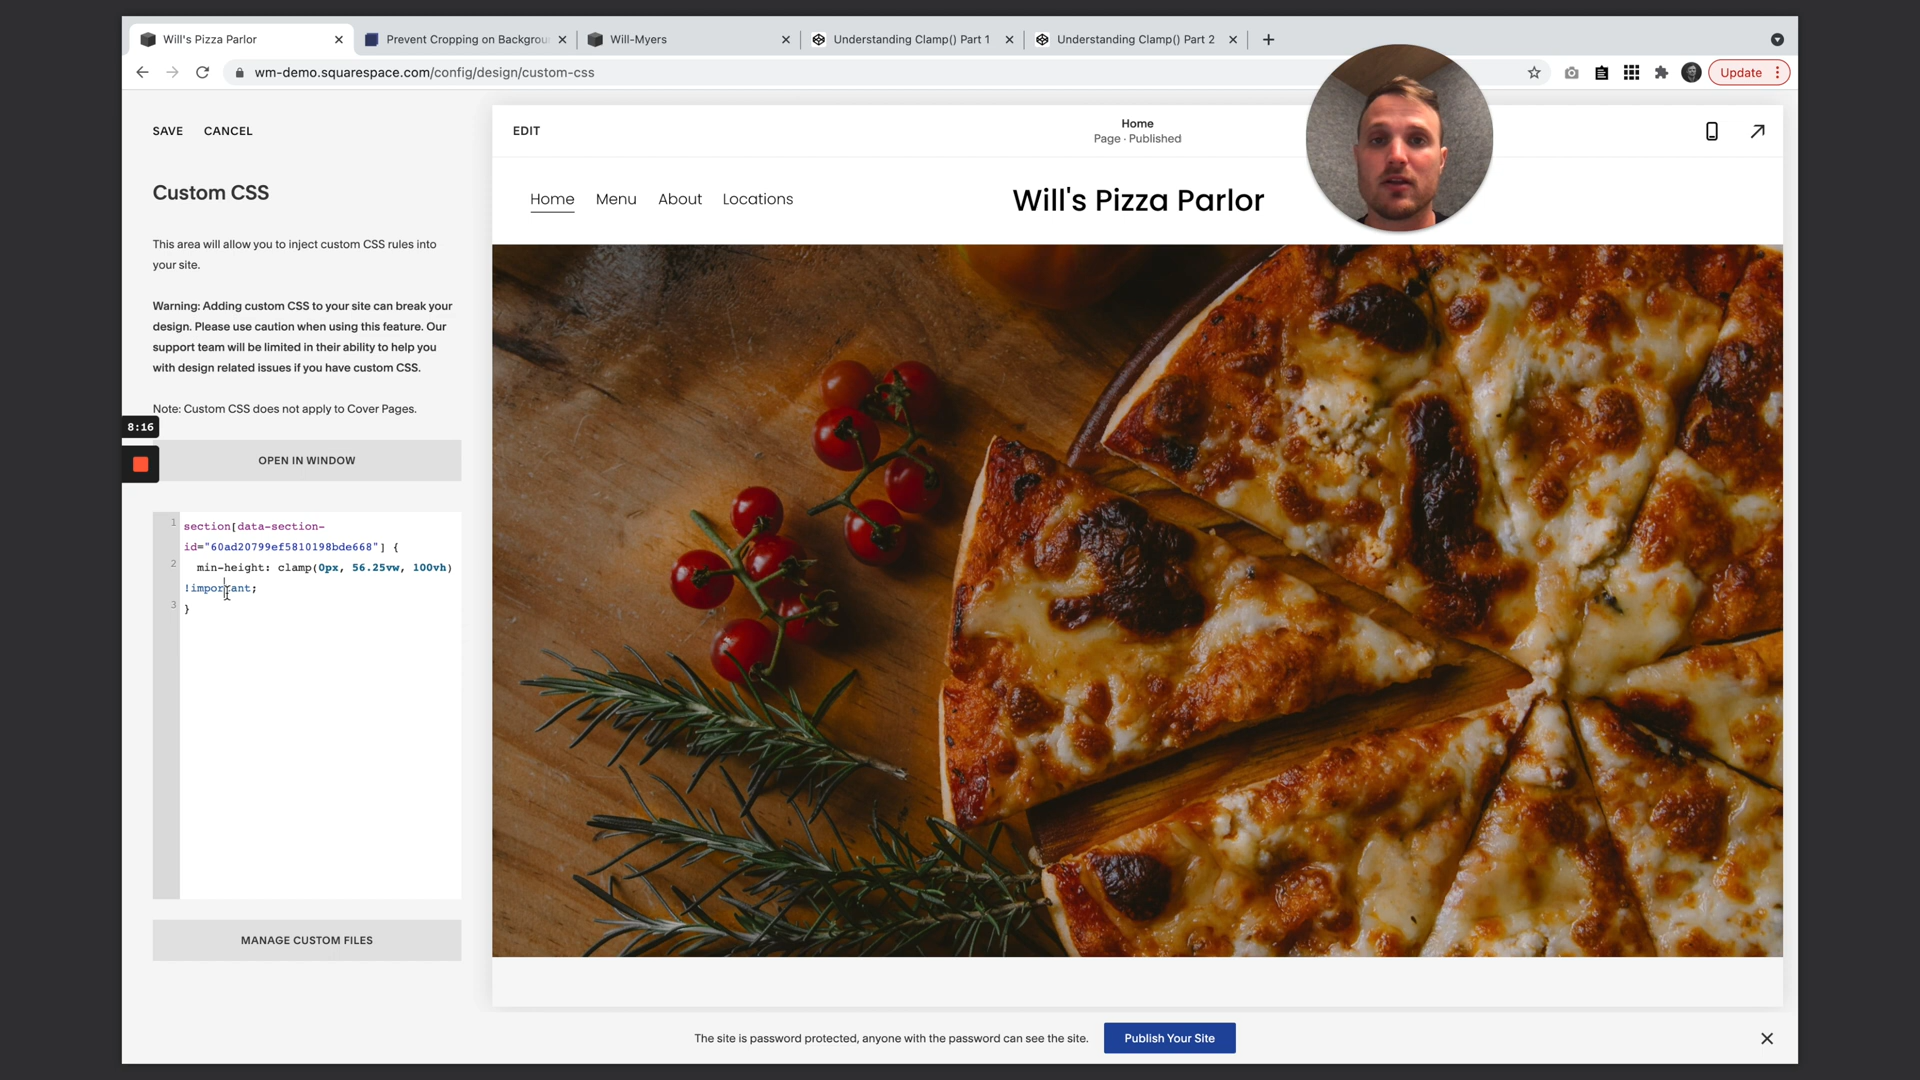 Will's Pizza Parlor
Prevent Cropping on Backgrou
Will-Myers
Understanding Clamp() Part 1
Understanding Clamp() Part 2
wm-demo.squarespace.com/config/design/custom-css
Update
SAVE CANCEL
EDIT
Home
Page · Published
Custom CSS
Home Menu About Locations
Will's Pizza Parlor
This area will allow you to inject custom CSS rules into
your site.
Warning: Adding custom CSS to your site can break your
design. Please use caution when using this feature. Our
support team will be limited in their ability to help you
with design related issues if you have custom CSS.
Note: Custom CSS does not apply to Cover Pages.
8:16
OPEN IN WINDOW
1 section[data-section-
id="60ad20799ef5810198bde668"] {
2 min-height: clamp(0px, 56.25vw, 100vh)
!important;
3 }
MANAGE CUSTOM FILES
The site is password protected, anyone with the password can see the site.
Publish Your Site